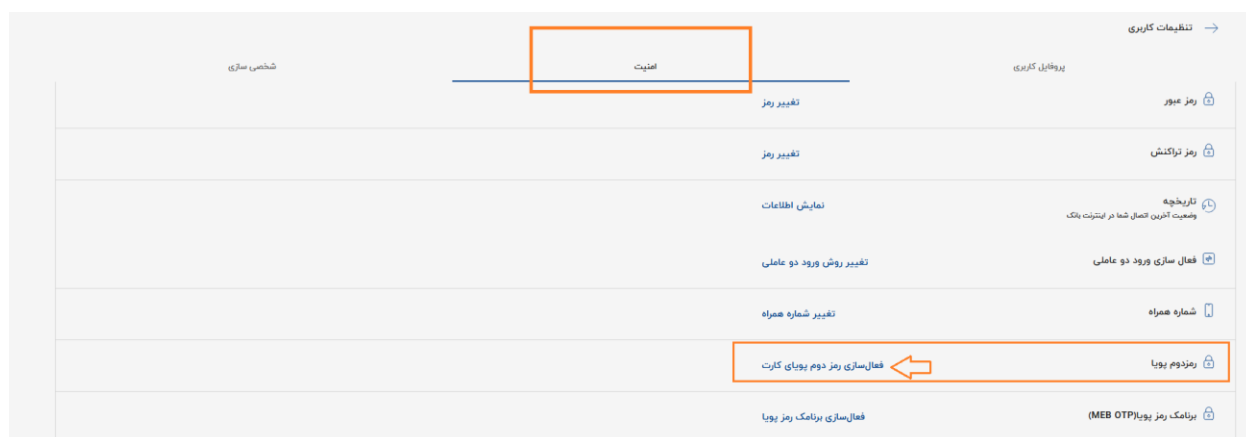 تنظیمات کاربری
پروفایل کاربری
امنیت
شخصی سازی
رمز عبور
تغییر رمز
رمز تراکنش
تغییر رمز
تاریخچه
وضعیت آخرین اتصال شما در اینترنت بانک
نمایش اطلاعات
فعال سازی ورود دو عاملی
تغییر روش ورود دو عاملی
شماره همراه
تغییر شماره همراه
رمزدوم پویا
فعال‌سازی رمز دوم پویای کارت
برنامک رمز پویا(MEB OTP)
فعال‌سازی برنامک رمز پویا